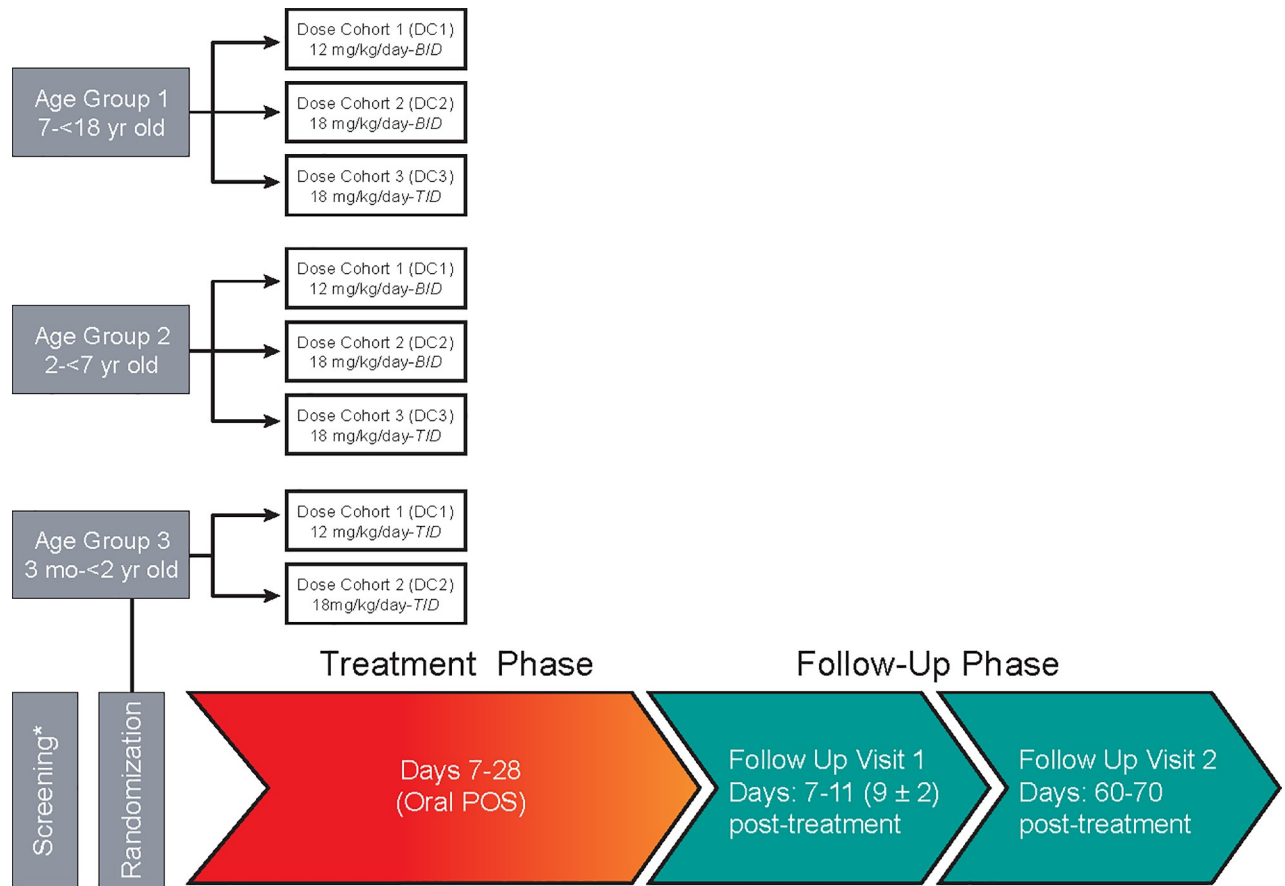 Age Group 1
7-<18 yr old
Dose Cohort 1 (DC1)
12 mg/kg/day-BID
Dose Cohort 2 (DC2)
18 mg/kg/day-BID
Dose Cohort 3 (DC3)
18 mg/kg/day-TID
Age Group 2
2-<7 yr old
Dose Cohort 1 (DC1)
12 mg/kg/day-BID
Dose Cohort 2 (DC2)
18 mg/kg/day-BID
Dose Cohort 3 (DC3)
18 mg/kg/day-TID
Age Group 3
3 mo-<2 yr old
Dose Cohort 1 (DC1)
12 mg/kg/day-TID
Dose Cohort 2 (DC2)
18mg/kg/day-TID
Treatment Phase
Follow-Up Phase
Screening*
Randomization
Days 7-28
(Oral POS)
Follow Up Visit 1
Days: 7-11 (9 ± 2)
post-treatment
Follow Up Visit 2
Days: 60-70
post-treatment